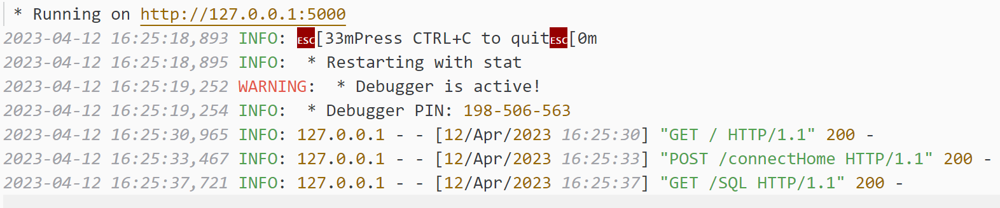 * Running on http://127.0.0.1:5000
2023-04-12 16:25:18,893 INFO: ESC[33mPress CTRL+C to quitESC[0m
2023-04-12 16:25:18,895 INFO:  * Restarting with stat
2023-04-12 16:25:19,252 WARNING:  * Debugger is active!
2023-04-12 16:25:19,254 INFO:  * Debugger PIN: 198-506-563
2023-04-12 16:25:30,965 INFO: 127.0.0.1 - - [12/Apr/2023 16:25:30] "GET / HTTP/1.1" 200 -
2023-04-12 16:25:33,467 INFO: 127.0.0.1 - - [12/Apr/2023 16:25:33] "POST /connectHome HTTP/1.1" 200 -
2023-04-12 16:25:37,721 INFO: 127.0.0.1 - - [12/Apr/2023 16:25:37] "GET /SQL HTTP/1.1" 200 -